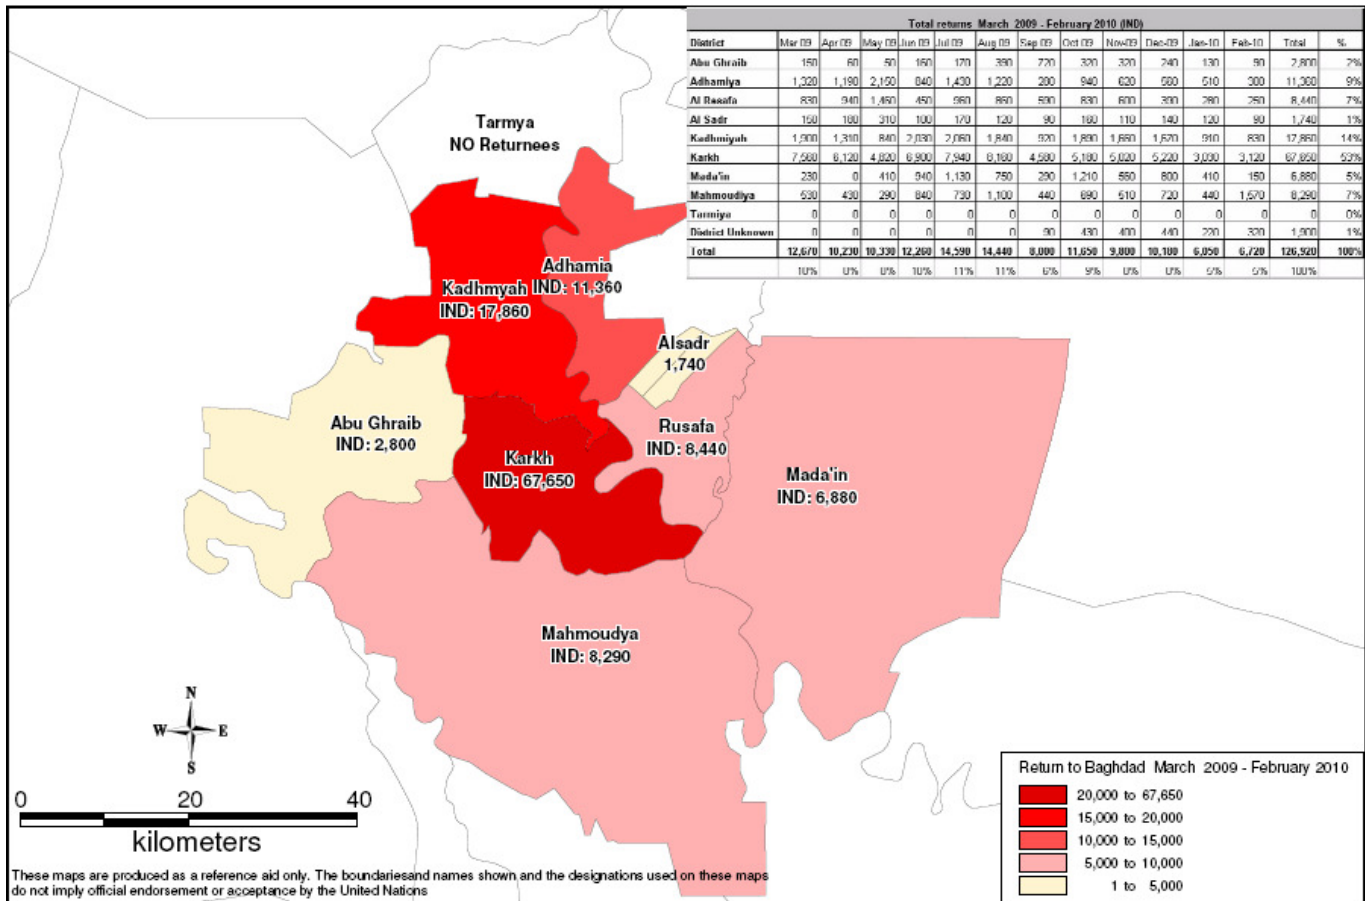 Total returns March 2009 - February 2010 (IND)
District Mar 09 Apr 09 May 09 Jun 09 Jul 09 Aug 09 Sep 09 Oct 09 Nov-09 Dec-09 Jan-10 Feb-10 Total %
Abu Ghraib 150 60 50 160 170 390 720 320 320 240 130 90 2,800 2%
Adhamiya 1,320 1,190 2,150 840 1,430 1,220 200 940 620 560 510 300 11,360 9%
Al Rasafa 830 940 1,460 450 960 860 590 830 600 300 260 250 8,440 7%
Al Sadr 150 160 310 100 170 120 90 160 110 140 120 90 1,740 1%
Kadhmiyah 1,900 1,310 840 2,030 2,060 1,840 920 1,890 1,660 1,670 910 830 17,860 14%
Karkh 7,560 6,120 4,820 6,900 7,940 8,160 4,580 5,180 5,020 5,220 3,030 3,120 67,650 53%
Mada'in 230 0 410 940 1,130 750 290 1,210 560 800 410 150 6,880 5%
Mahmoudiya 530 430 290 840 730 1,100 440 690 510 720 440 1,570 8,290 7%
Tarmiya 0 0 0 0 0 0 0 0 0 0 0 0 0 0%
District Unknown 0 0 0 0 0 0 90 430 400 440 220 320 1,900 1%
Total 12,670 10,230 10,330 12,260 14,590 14,440 8,000 11,650 9,800 10,180 6,050 6,720 126,920 100%
10% 11% 11% 6% 9% 5% 5% 100%
Tarmya
NO Returnees
Adhamia
IND: 11,360
Kadhmyah
IND: 17,860
Alsadr
1,740
Abu Ghraib
IND: 2,800
Rusafa
IND: 8,440
Karkh
IND: 67,650
Mada'in
IND: 6,880
Mahmoudya
IND: 8,290
N
W E
S
0 20 40
kilometers
Return to Baghdad March 2009 - February 2010
20,000 to 67,650
15,000 to 20,000
10,000 to 15,000
5,000 to 10,000
1 to 5,000
These maps are produced as a reference aid only. The boundariesand names shown and the designations used on these maps
do not imply official endorsement or acceptance by the United Nations